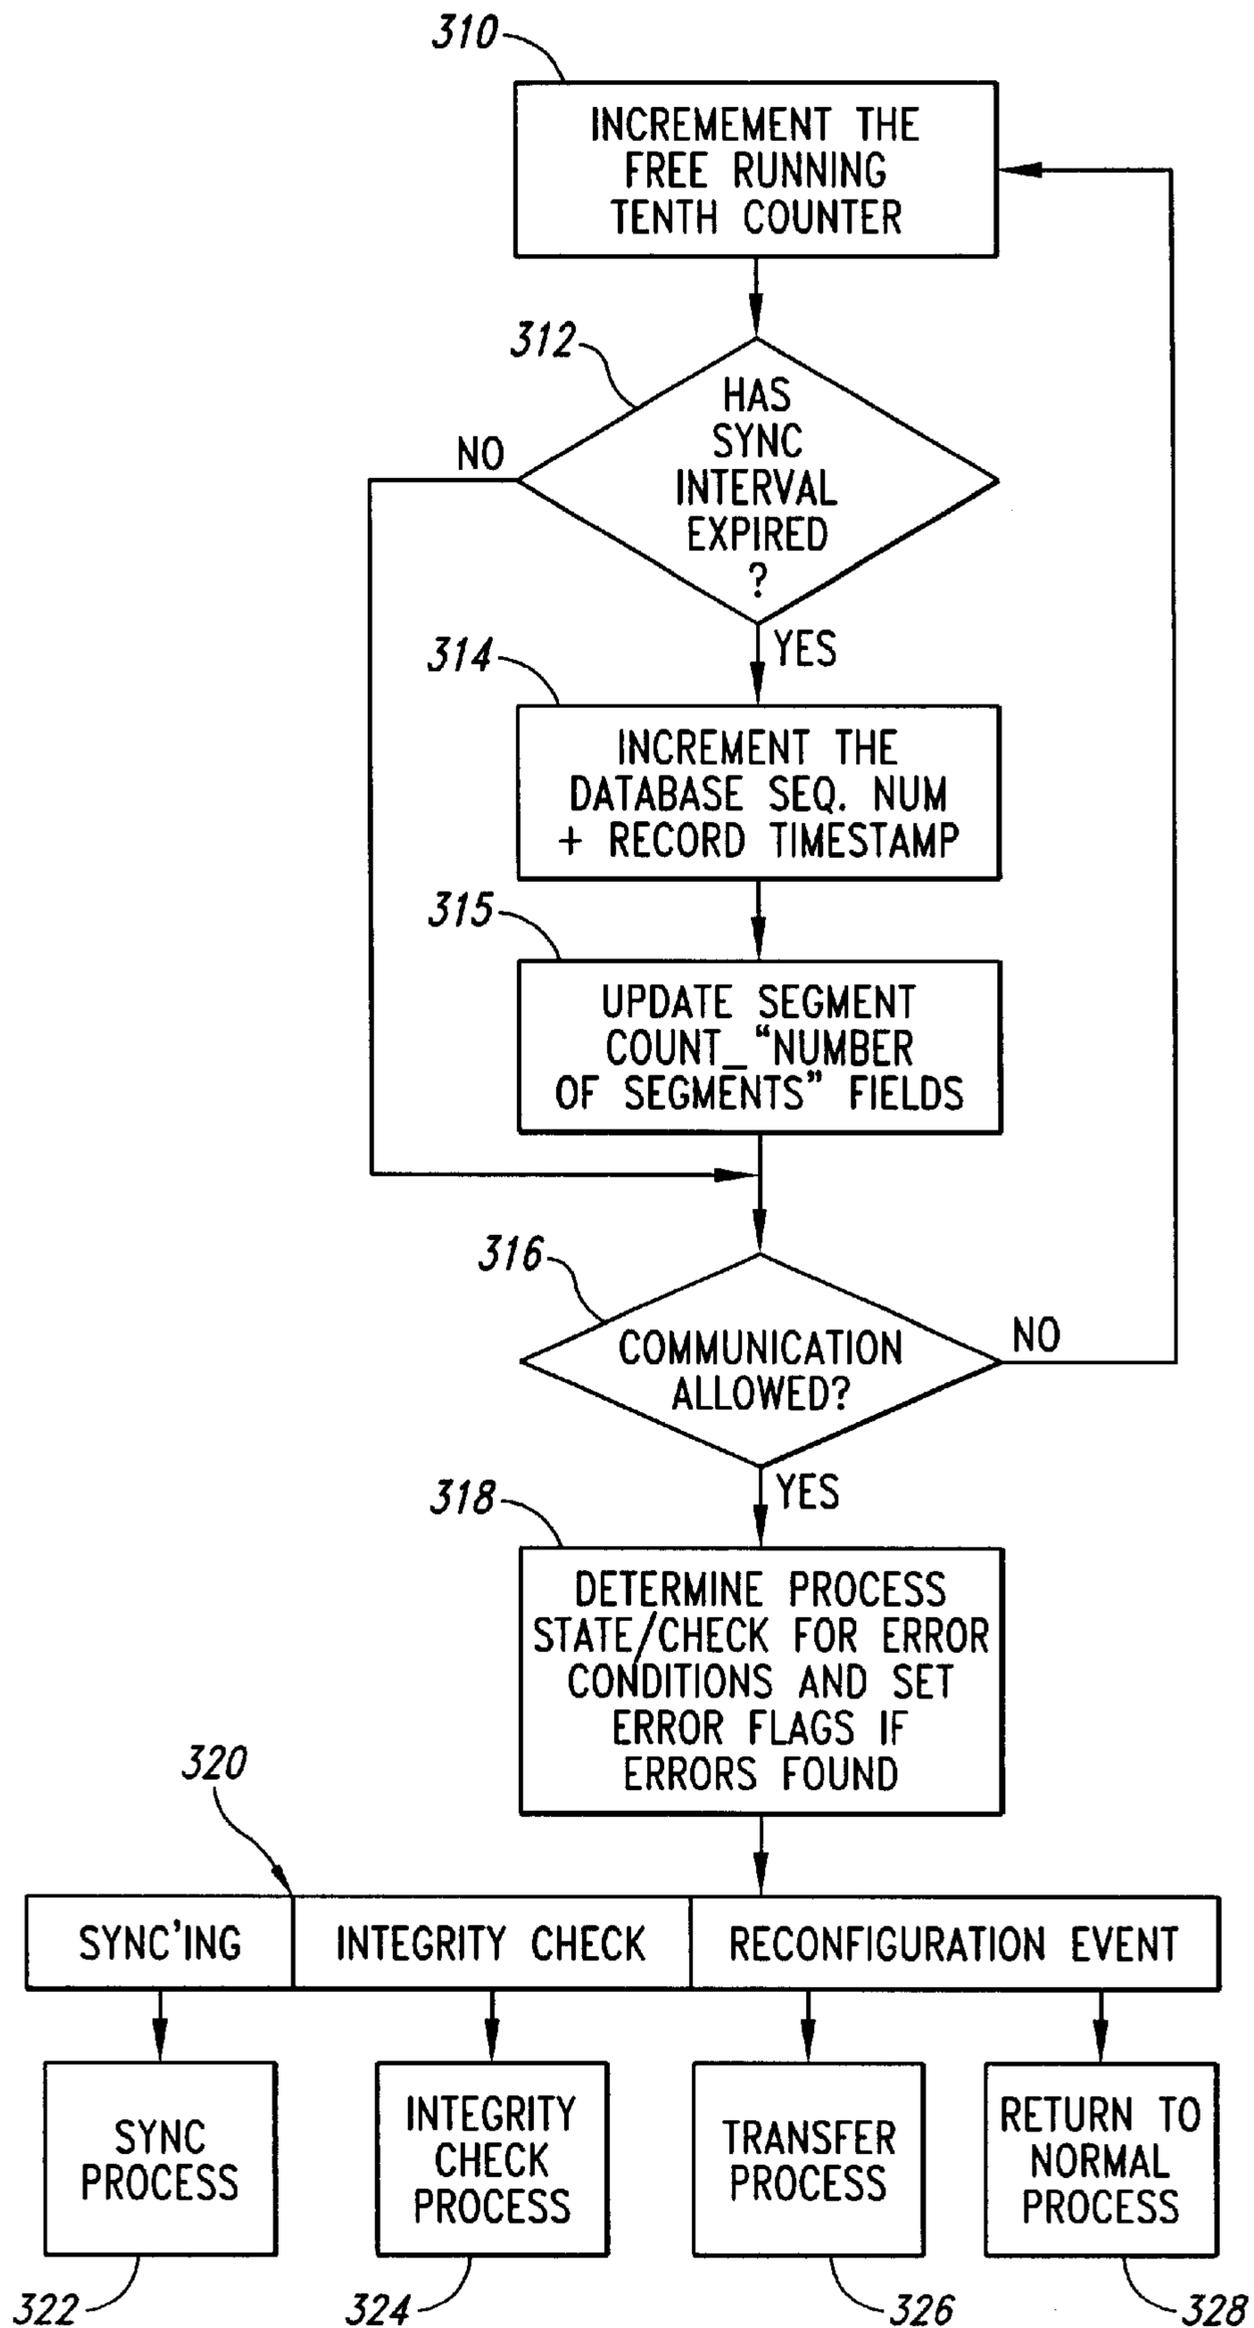 310
INCREMEMENT THE
FREE RUNNING
TENTH COUNTER
312
HAS
SYNC
INTERVAL
EXPIRED
?
NO
YES
314
INCREMENT THE
DATABASE SEQ. NUM
+ RECORD TIMESTAMP
315
UPDATE SEGMENT
COUNT_“NUMBER
OF SEGMENTS” FIELDS
316
COMMUNICATION
ALLOWED?
NO
YES
318
DETERMINE PROCESS
STATE/CHECK FOR ERROR
CONDITIONS AND SET
ERROR FLAGS IF
ERRORS FOUND
320
SYNC’ING
INTEGRITY CHECK
RECONFIGURATION EVENT
SYNC
PROCESS
INTEGRITY
CHECK
PROCESS
TRANSFER
PROCESS
RETURN TO
NORMAL
PROCESS
322
324
326
328